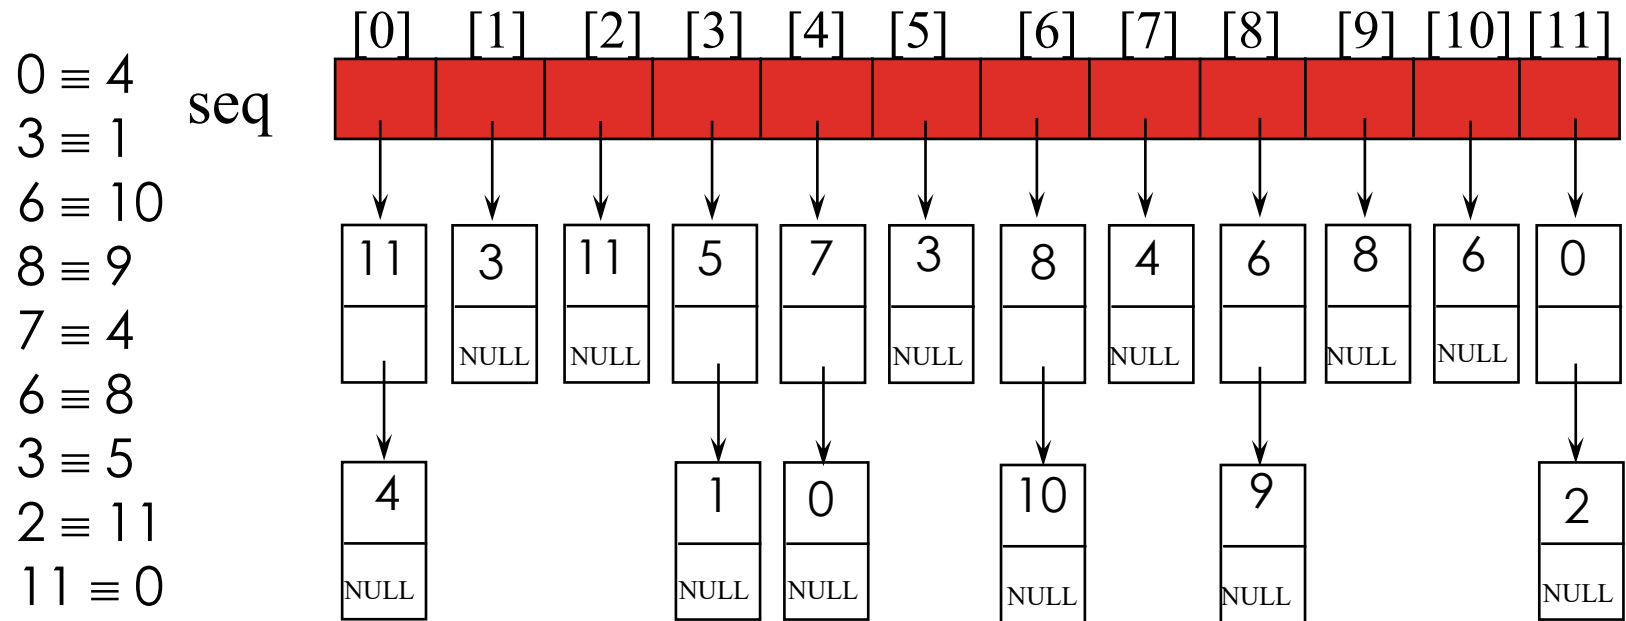 [0] [1] [2] [3] [4] [5] [6] [7] [8] [9] [10] [11]
0 ≡ 4
seq
3 ≡ 1
6 ≡ 10
8 ≡ 9
7 ≡ 4
6 ≡ 8
3 ≡ 5
2 ≡ 11
11 ≡ 0
11 3 11 5 7 3 8 4 6 8 6 0
NULL NULL NULL NULL NULL NULL
4 1 0 10 9 2
NULL NULL NULL NULL NULL NULL